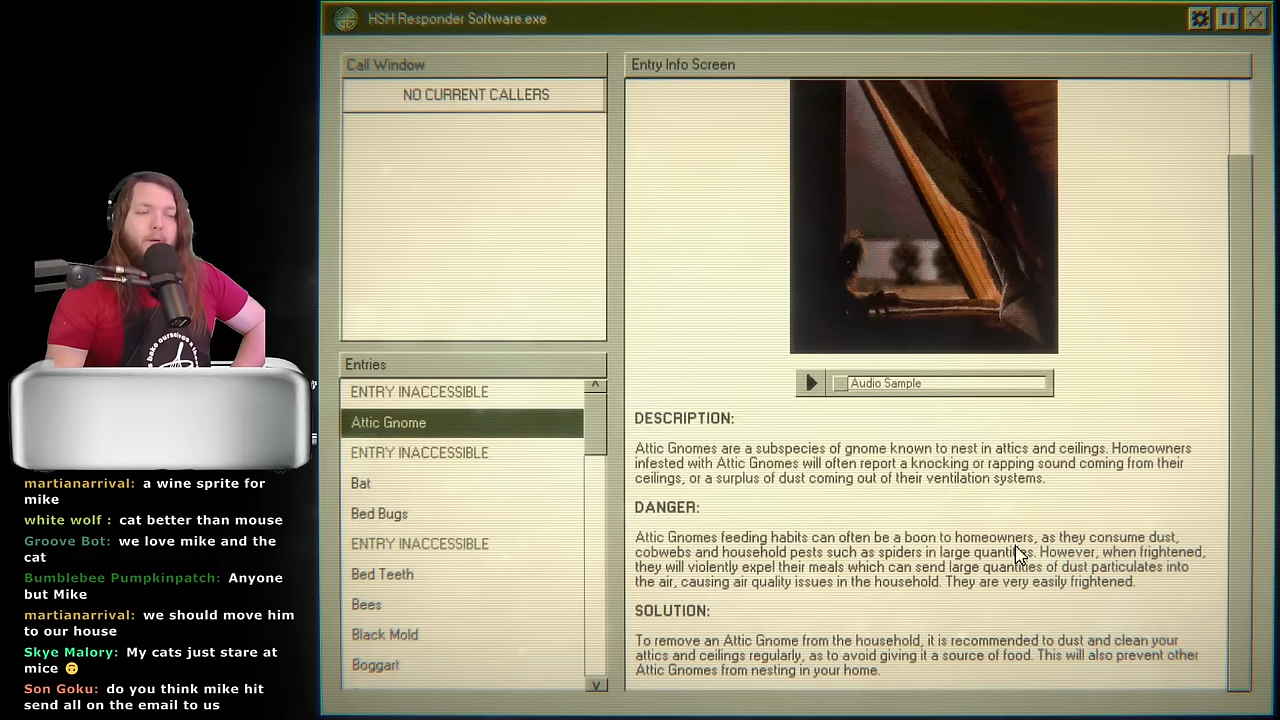 HSH Responder Software.exe
Call Window
NO CURRENT CALLERS
Entries
ENTRY INACCESSIBLE
Attic Gnome
ENTRY INACCESSIBLE
Bat
Bed Bugs
ENTRY INACCESSIBLE
Bed Teeth
Bees
Black Mold
Boggart
Entry Info Screen
Audio Sample
DESCRIPTION:
Attic Gnomes are a subspecies of gnome known to nest in attics and ceilings. Homeowners
infested with Attic Gnomes will often report a knocking or rapping sound coming from their
ceilings, or a surplus of dust coming out of their ventilation systems.
DANGER:
Attic Gnomes feeding habits can often be a boon to homeowners, as they consume dust,
cobwebs and household pests such as spiders in large quantities. However, when frightened,
they will violently expel their meals which can send large quantities of dust particulates into
the air, causing air quality issues in the household. They are very easily frightened.
SOLUTION:
To remove an Attic Gnome from the household, it is recommended to dust and clean your
attics and ceilings regularly, as to avoid giving it a source of food. This will also prevent other
Attic Gnomes from nesting in your home.
bake ourselves
martianarrival: a wine sprite for
mike
white wolf : cat better than mouse
Groove Bot: we love mike and the
cat
Bumblebee Pumpkinpatch: Anyone
but Mike
martianarrival: we should move him
to our house
Skye Malory: My cats just stare at
mice 🙃
Son Goku: do you think mike hit
send all on the email to us